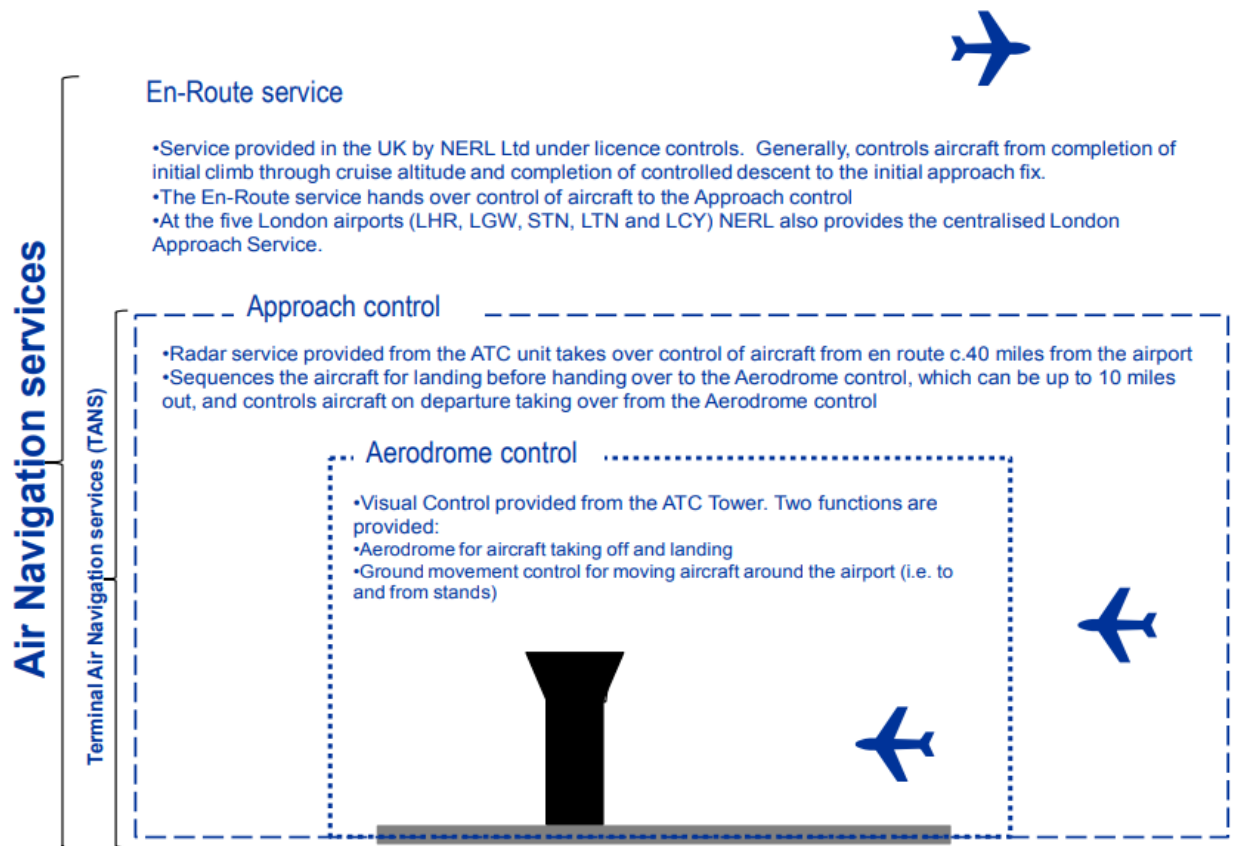 Air Navigation services
Terminal Air Navigation services (TANS)
En-Route service
•Service provided in the UK by NERL Ltd under licence controls.  Generally, controls aircraft from completion of
initial climb through cruise altitude and completion of controlled descent to the initial approach fix.
•The En-Route service hands over control of aircraft to the Approach control
•At the five London airports (LHR, LGW, STN, LTN and LCY) NERL also provides the centralised London
Approach Service.
Approach control
•Radar service provided from the ATC unit takes over control of aircraft from en route c.40 miles from the airport
•Sequences the aircraft for landing before handing over to the Aerodrome control, which can be up to 10 miles
out, and controls aircraft on departure taking over from the Aerodrome control
Aerodrome control
•Visual Control provided from the ATC Tower. Two functions are
provided:
•Aerodrome for aircraft taking off and landing
•Ground movement control for moving aircraft around the airport (i.e. to
and from stands)